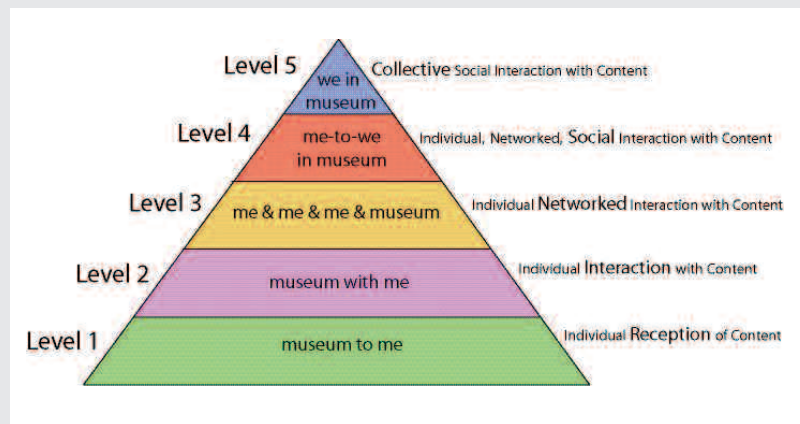 Level 5
we in
museum
Collective Social Interaction with Content
Level 4
me-to-we
in museum
Individual, Networked, Social Interaction with Content
Level 3
me & me & me & museum
Individual Networked Interaction with Content
Level 2
museum with me
Individual Interaction with Content
Level 1
museum to me
Individual Reception of Content